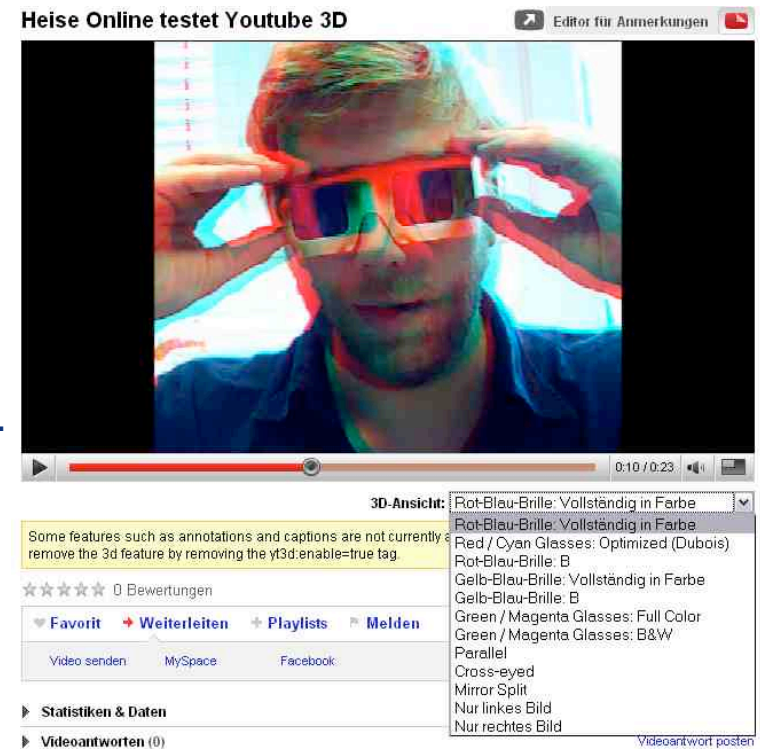 Heise Online testet Youtube 3D
Editor für Anmerkungen
0:10 / 0:23
3D-Ansicht: Rot-Blau-Brille: Vollständig in Farbe
Rot-Blau-Brille: Vollständig in Farbe
Red / Cyan Glasses: Optimized (Dubois)
Rot-Blau-Brille: B
Gelb-Blau-Brille: Vollständig in Farbe
Gelb-Blau-Brille: B
Green / Magenta Glasses: Full Color
Green / Magenta Glasses: B&W
Parallel
Cross-eyed
Mirror Split
Nur linkes Bild
Nur rechtes Bild
Some features such as annotations and captions are not currently
remove the 3d feature by removing the yt3d:enable=true tag.
0 Bewertungen
Favorit Weiterleiten Playlists Melden
Video senden MySpace Facebook
Statistiken & Daten
Videoantworten (0) Videoantwort posten